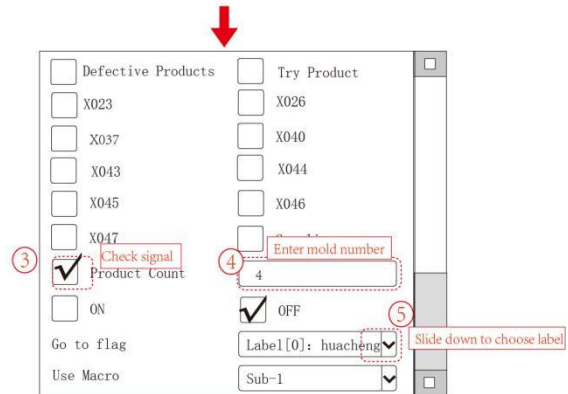 Defective Products Try Product
X023 X026
X037 X040
X043 X044
X045 X046
X047
③ Check signal ④ Enter mold number
Product Count 4
ON OFF ⑤
Slide down to choose label
Go to flag Label[0]: huacheng
Use Macro Sub-1